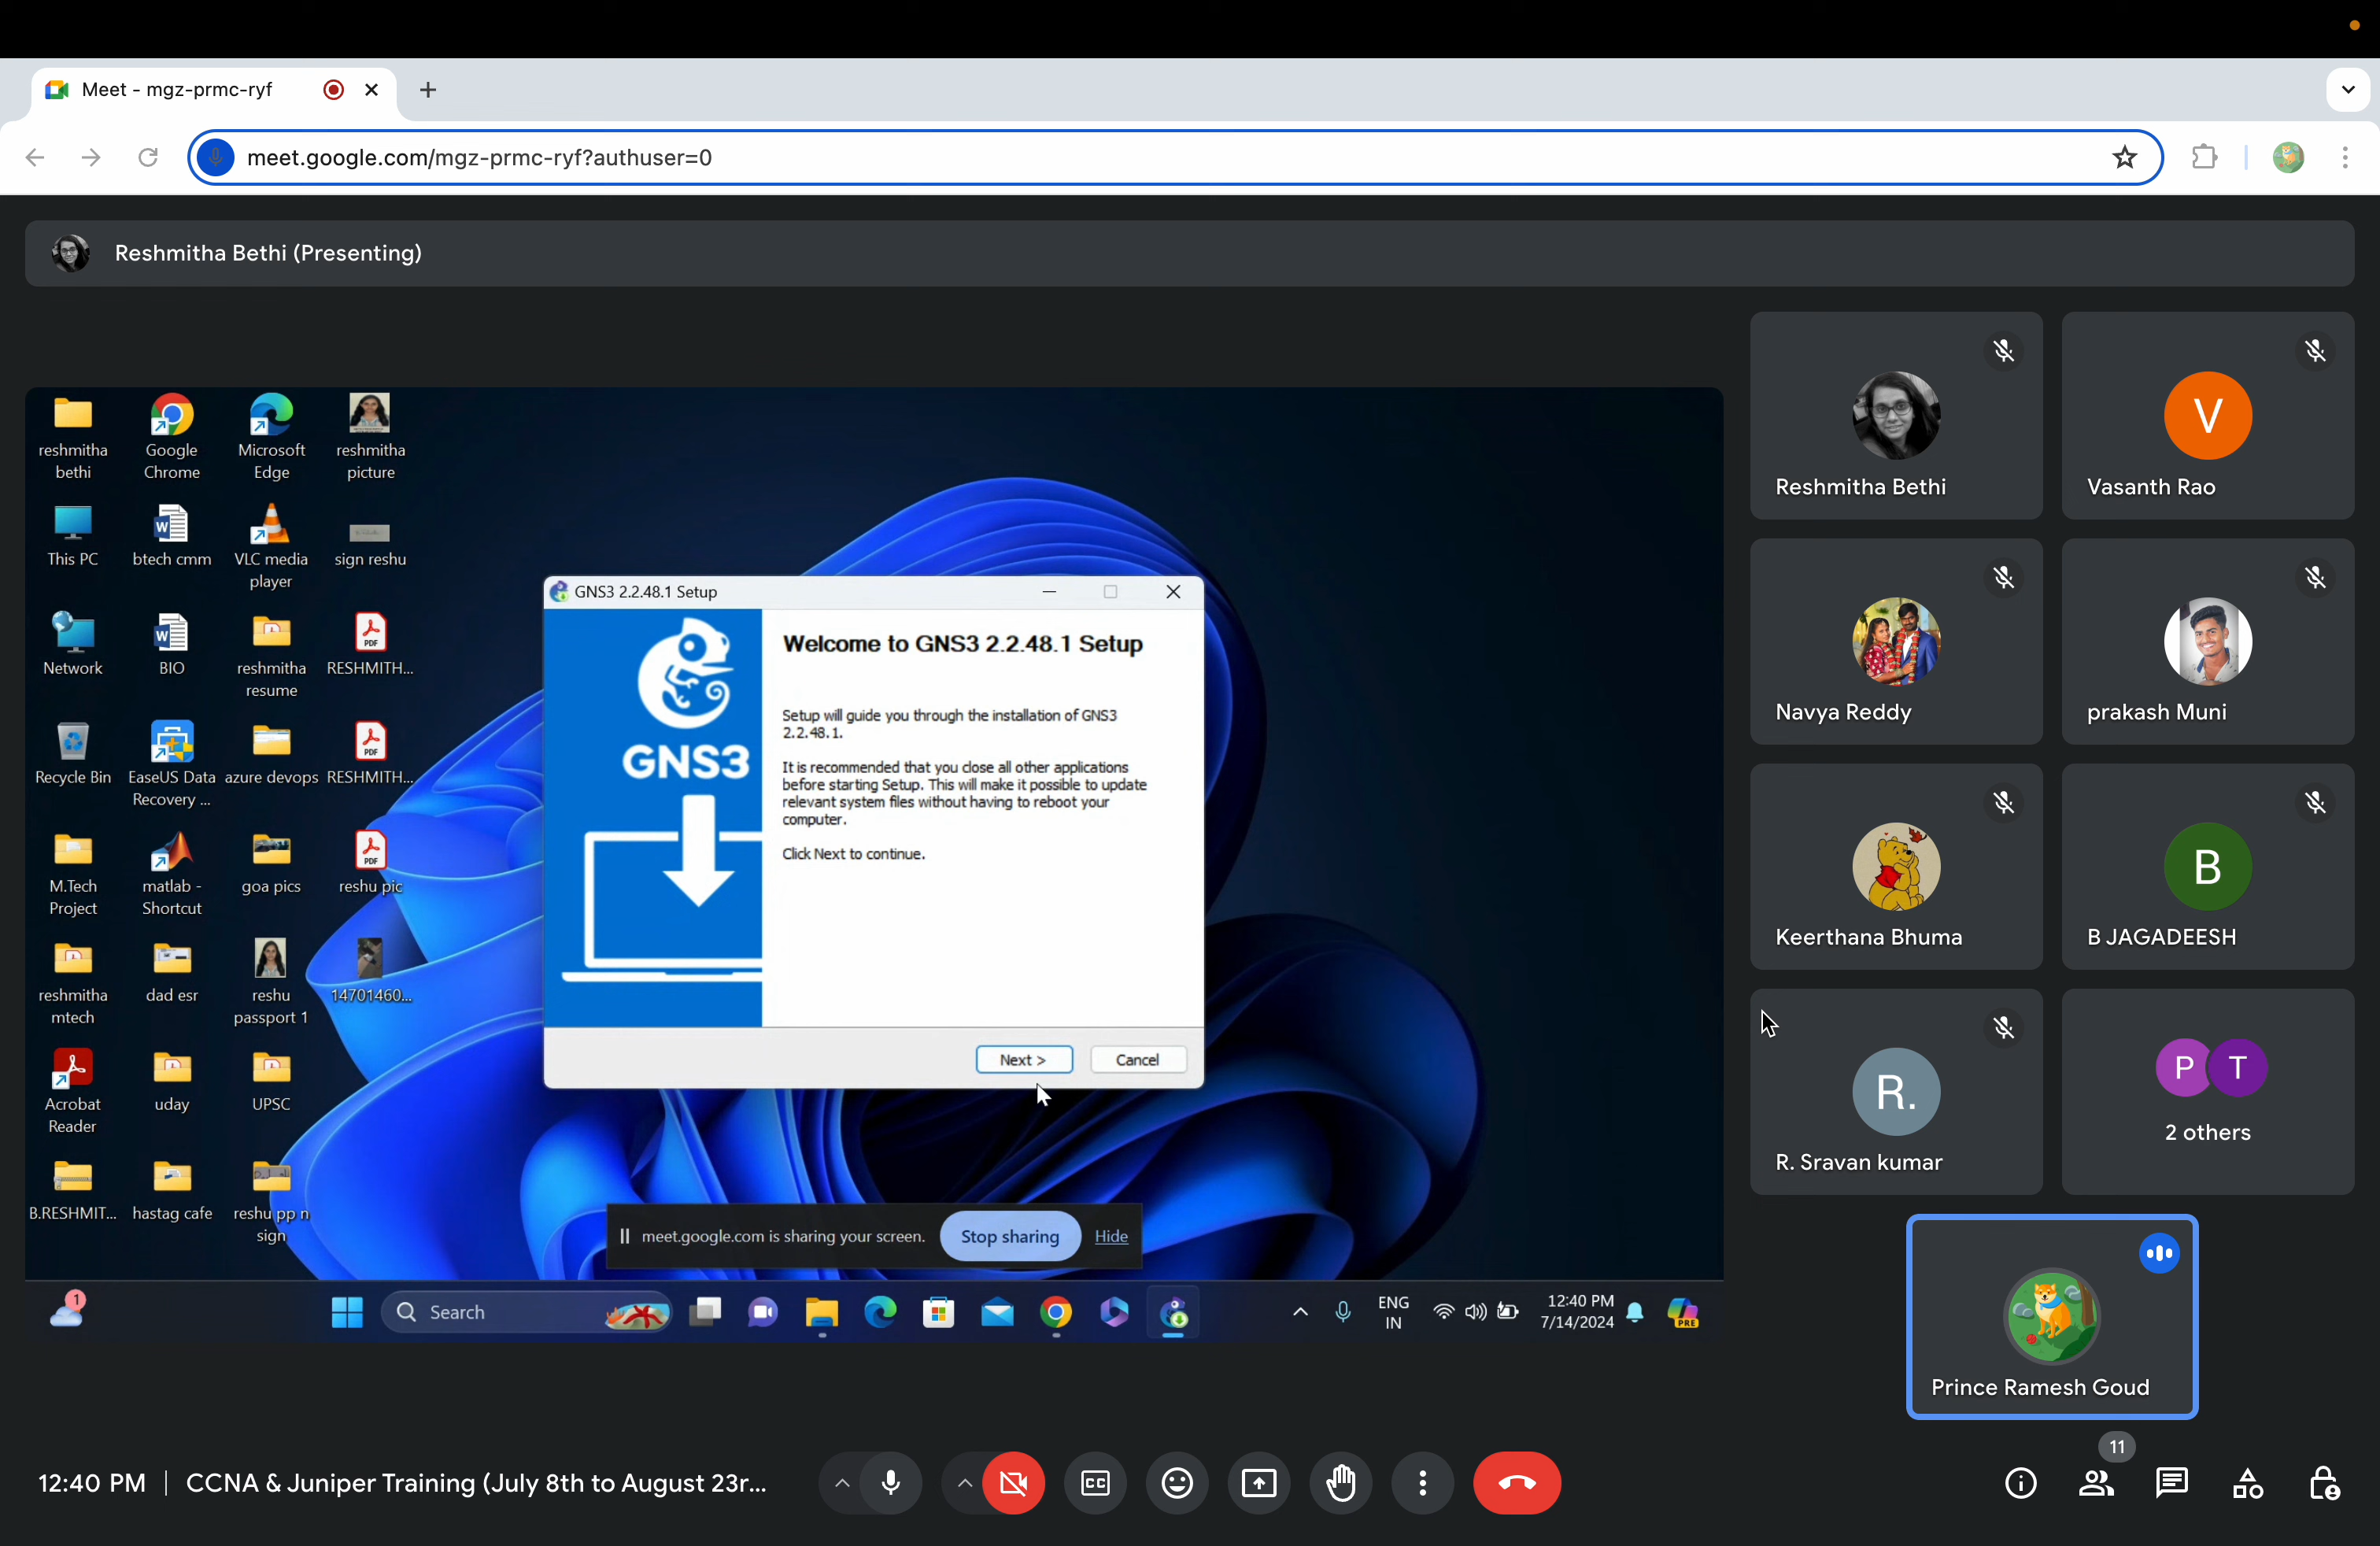 Meet - mgz-prmc-ryf
meet.google.com/mgz-prmc-ryf?authuser=0
Reshmitha Bethi (Presenting)
reshmitha
bethi
Google
Chrome
Microsoft
Edge
reshmitha
picture
This PC
btech cmm
VLC media
player
sign reshu
Network
BIO
reshmitha
resume
PDF
RESHMITH...
Recycle Bin
EaseUS Data
Recovery ...
azure devops
PDF
RESHMITH...
M.Tech
Project
matlab -
Shortcut
goa pics
PDF
reshu pic
reshmitha
mtech
dad esr
reshu
passport 1
14701460...
Acrobat
Reader
uday
UPSC
B.RESHMIT...
hastag cafe
reshu pp n
sign
GNS3 2.2.48.1 Setup
GNS3
Welcome to GNS3 2.2.48.1 Setup
Setup will guide you through the installation of GNS3
2.2.48.1.
It is recommended that you close all other applications
before starting Setup. This will make it possible to update
relevant system files without having to reboot your
computer.
Click Next to continue.
Next >
Cancel
meet.google.com is sharing your screen.
Stop sharing
Hide
1
Search
ENG
IN
12:40 PM
7/14/2024
PRE
Reshmitha Bethi
V
Vasanth Rao
Navya Reddy
prakash Muni
Keerthana Bhuma
B
B JAGADEESH
R.
R. Sravan kumar
P T
2 others
Prince Ramesh Goud
12:40 PM
CCNA & Juniper Training (July 8th to August 23r...
CC
11